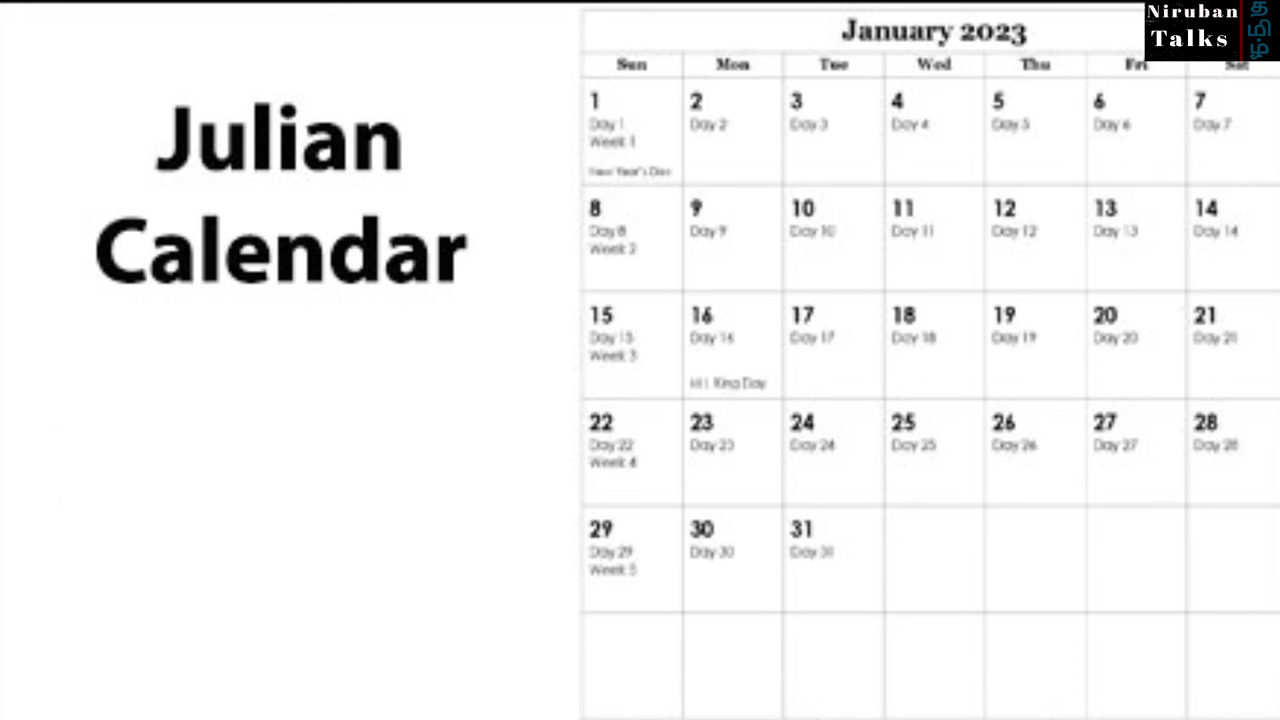 Niruban
Talks
த.நி.ந
Julian
Calendar
January 2023
Sun Mon Tue Wed Thu Fri Sat
1 2 3 4 5 6 7
Day 1 Day 2 Day 3 Day 4 Day 5 Day 6 Day 7
Week 1
New Year's Day
8 9 10 11 12 13 14
Day 8 Day 9 Day 10 Day 11 Day 12 Day 13 Day 14
Week 2
15 16 17 18 19 20 21
Day 15 Day 16 Day 17 Day 18 Day 19 Day 20 Day 21
Week 3
King Day
22 23 24 25 26 27 28
Day 22 Day 23 Day 24 Day 25 Day 26 Day 27 Day 28
Week 4
29 30 31
Day 29 Day 30 Day 31
Week 5